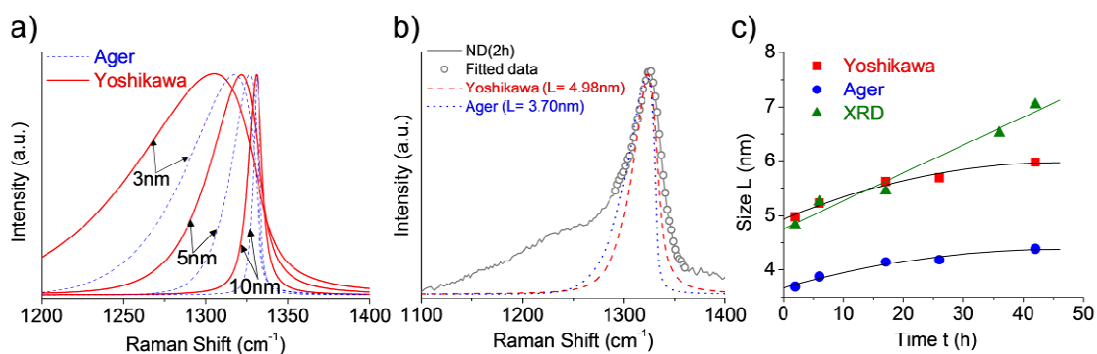 a)
Ager
Yoshikawa
3nm
5nm
10nm
Intensity (a.u.)
1200 1250 1300 1350 1400
Raman Shift (cm⁻¹)
b)
ND(2h)
Fitted data
Yoshikawa (L= 4.98nm)
Ager (L= 3.70nm)
Intensity (a.u.)
1100 1200 1300 1400
Raman Shift (cm⁻¹)
c)
8
7
6
5
4
Yoshikawa
Ager
XRD
Size L (nm)
0 10 20 30 40 50
Time t (h)